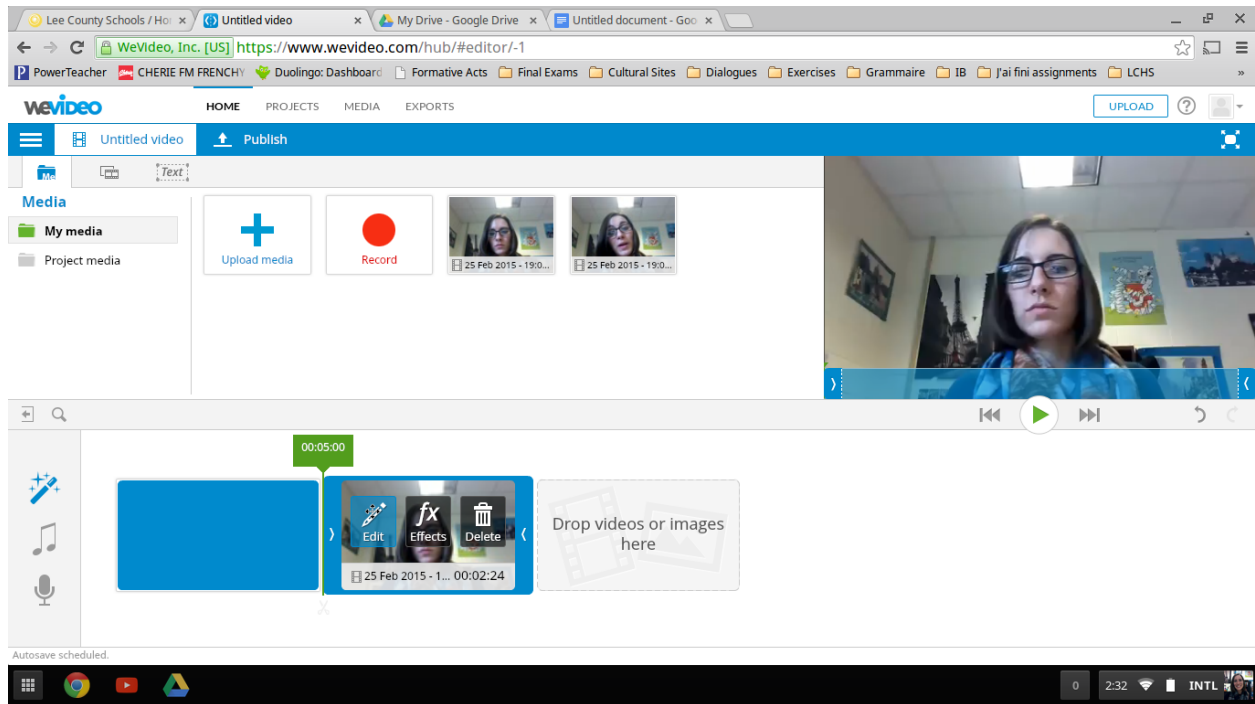 Lee County Schools / Ho
Untitled video
My Drive - Google Drive
Untitled document - Goo
WeVideo, Inc. [US] https://www.wevideo.com/hub/#editor/-1
PowerTeacher CHERIE FM FRENCHY Duolingo: Dashboard Formative Acts Final Exams Cultural Sites Dialogues Exercises Grammaire IB J'ai fini assignments LCHS »
WeVIDEO HOME PROJECTS MEDIA EXPORTS UPLOAD ?
Untitled video Publish
Me Text
Media
My media
Project media
Upload media
Record
25 Feb 2015 - 19:0...
25 Feb 2015 - 19:0...
00:05:00
Edit
fx
Effects
Delete
25 Feb 2015 - 1... 00:02:24
Drop videos or images
here
Autosave scheduled.
0 2:32 INTL